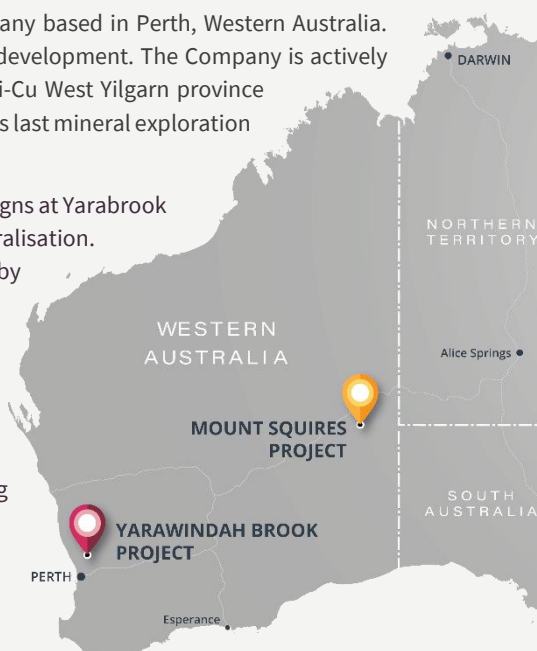 any based in Perth, Western Australia.
development. The Company is actively
i-Cu West Yilgarn province
s last mineral exploration
gns at Yarabrook
ralisation.
by
g
DARWIN
NORTHERN
TERRITORY
WESTERN
AUSTRALIA
Alice Springs
MOUNT SQUIRES
PROJECT
SOUTH
AUSTRALIA
YARAWINDAH BROOK
PROJECT
PERTH
Esperance